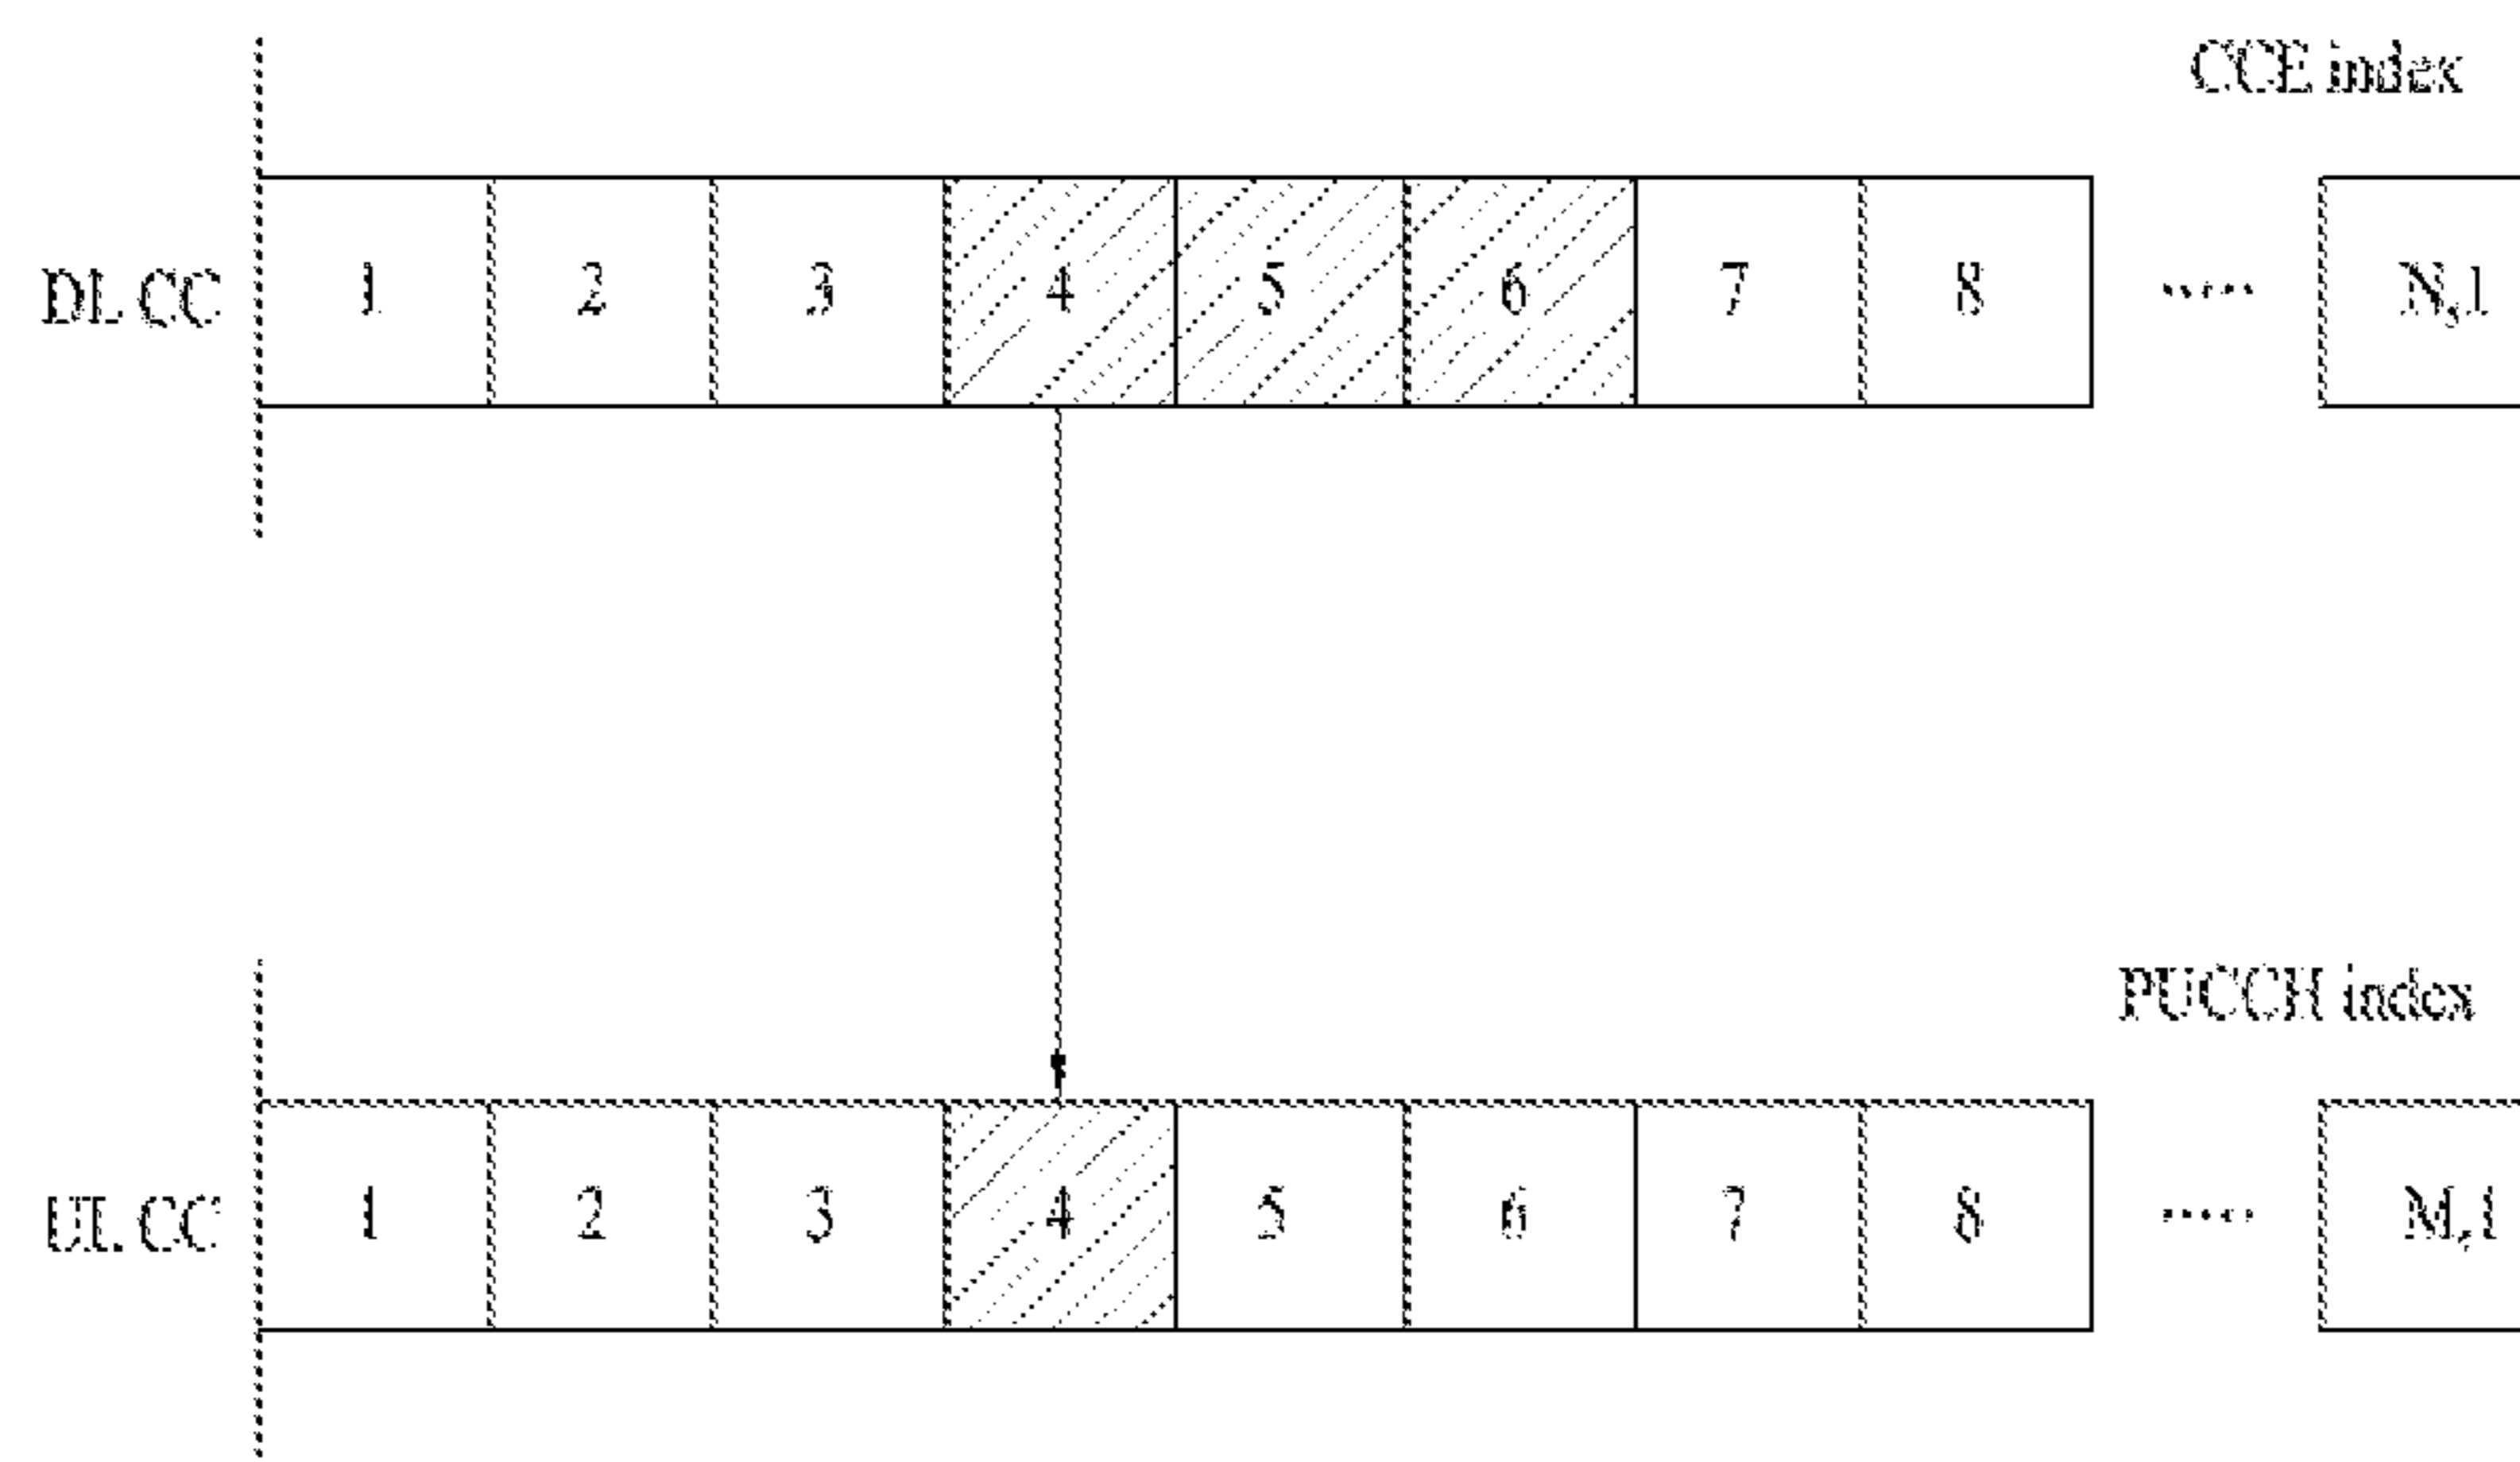 CCE index
DL CC 1 2 3 4 5 6 7 8 ..... N,1
PUCCH index
UL CC 1 2 3 4 5 6 7 8 ..... M,1